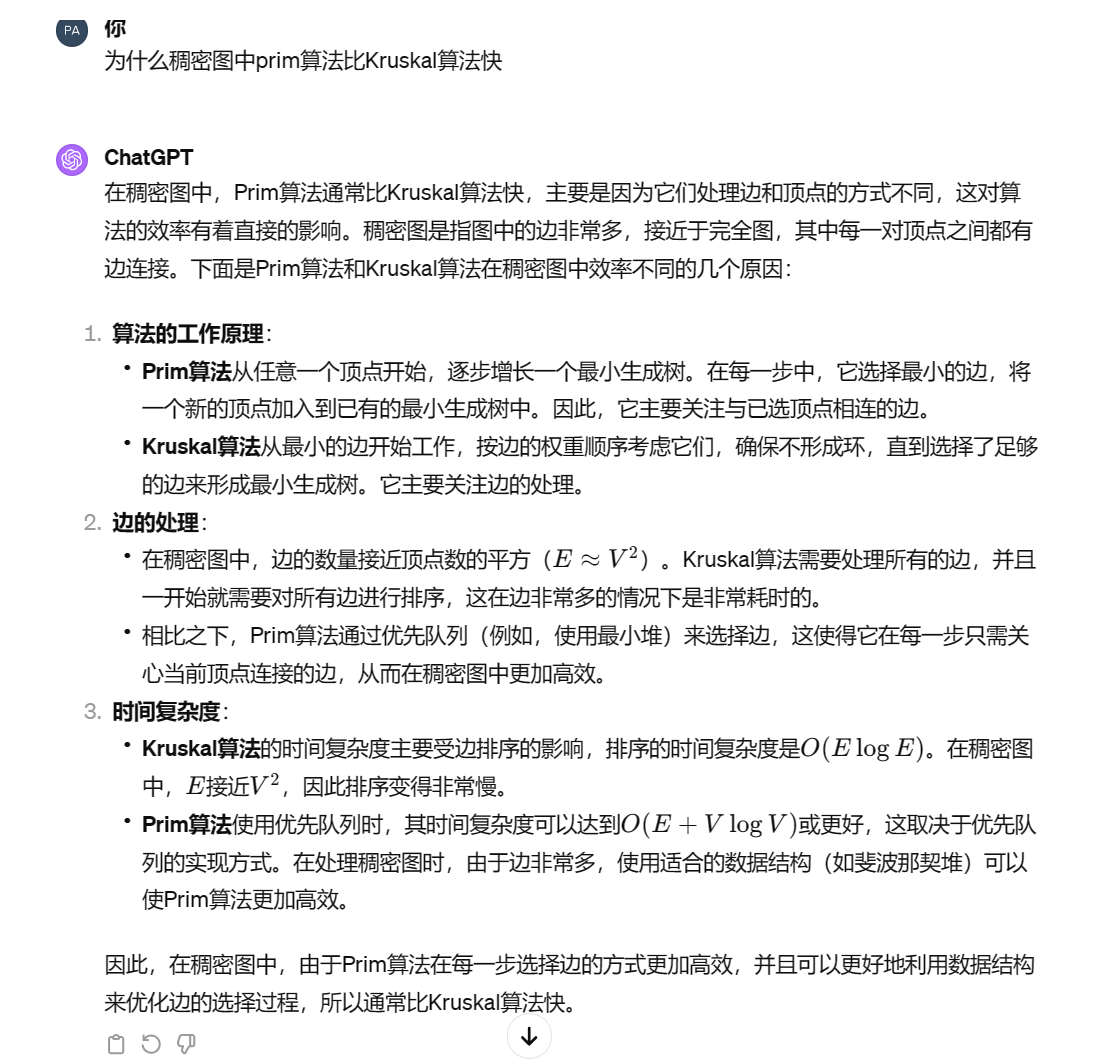 PA 你
为什么稠密图中prim算法比Kruskal算法快
ChatGPT
在稠密图中，Prim算法通常比Kruskal算法快，主要是因为它们处理边和顶点的方式不同，这对算
法的效率有着直接的影响。稠密图是指图中的边非常多，接近于完全图，其中每一对顶点之间都有
边连接。下面是Prim算法和Kruskal算法在稠密图中效率不同的几个原因：
1. 算法的工作原理：
• Prim算法从任意一个顶点开始，逐步增长一个最小生成树。在每一步中，它选择最小的边，将
一个新的顶点加入到已有的最小生成树中。因此，它主要关注与已选顶点相连的边。
• Kruskal算法从最小的边开始工作，按边的权重顺序考虑它们，确保不形成环，直到选择了足够
的边来形成最小生成树。它主要关注边的处理。
2. 边的处理：
• 在稠密图中，边的数量接近顶点数的平方（E ≈ V²）。Kruskal算法需要处理所有的边，并且
一开始就需要对所有边进行排序，这在边非常多的情况下是非常耗时的。
• 相比之下，Prim算法通过优先队列（例如，使用最小堆）来选择边，这使得它在每一步只需关
心当前顶点连接的边，从而在稠密图中更加高效。
3. 时间复杂度：
• Kruskal算法的时间复杂度主要受边排序的影响，排序的时间复杂度是O(E log E)。在稠密图
中，E接近V²，因此排序变得非常慢。
• Prim算法使用优先队列时，其时间复杂度可以达到O(E + V log V)或更好，这取决于优先队
列的实现方式。在处理稠密图时，由于边非常多，使用适合的数据结构（如斐波那契堆）可以
使Prim算法更加高效。
因此，在稠密图中，由于Prim算法在每一步选择边的方式更加高效，并且可以更好地利用数据结构
来优化边的选择过程，所以通常比Kruskal算法快。